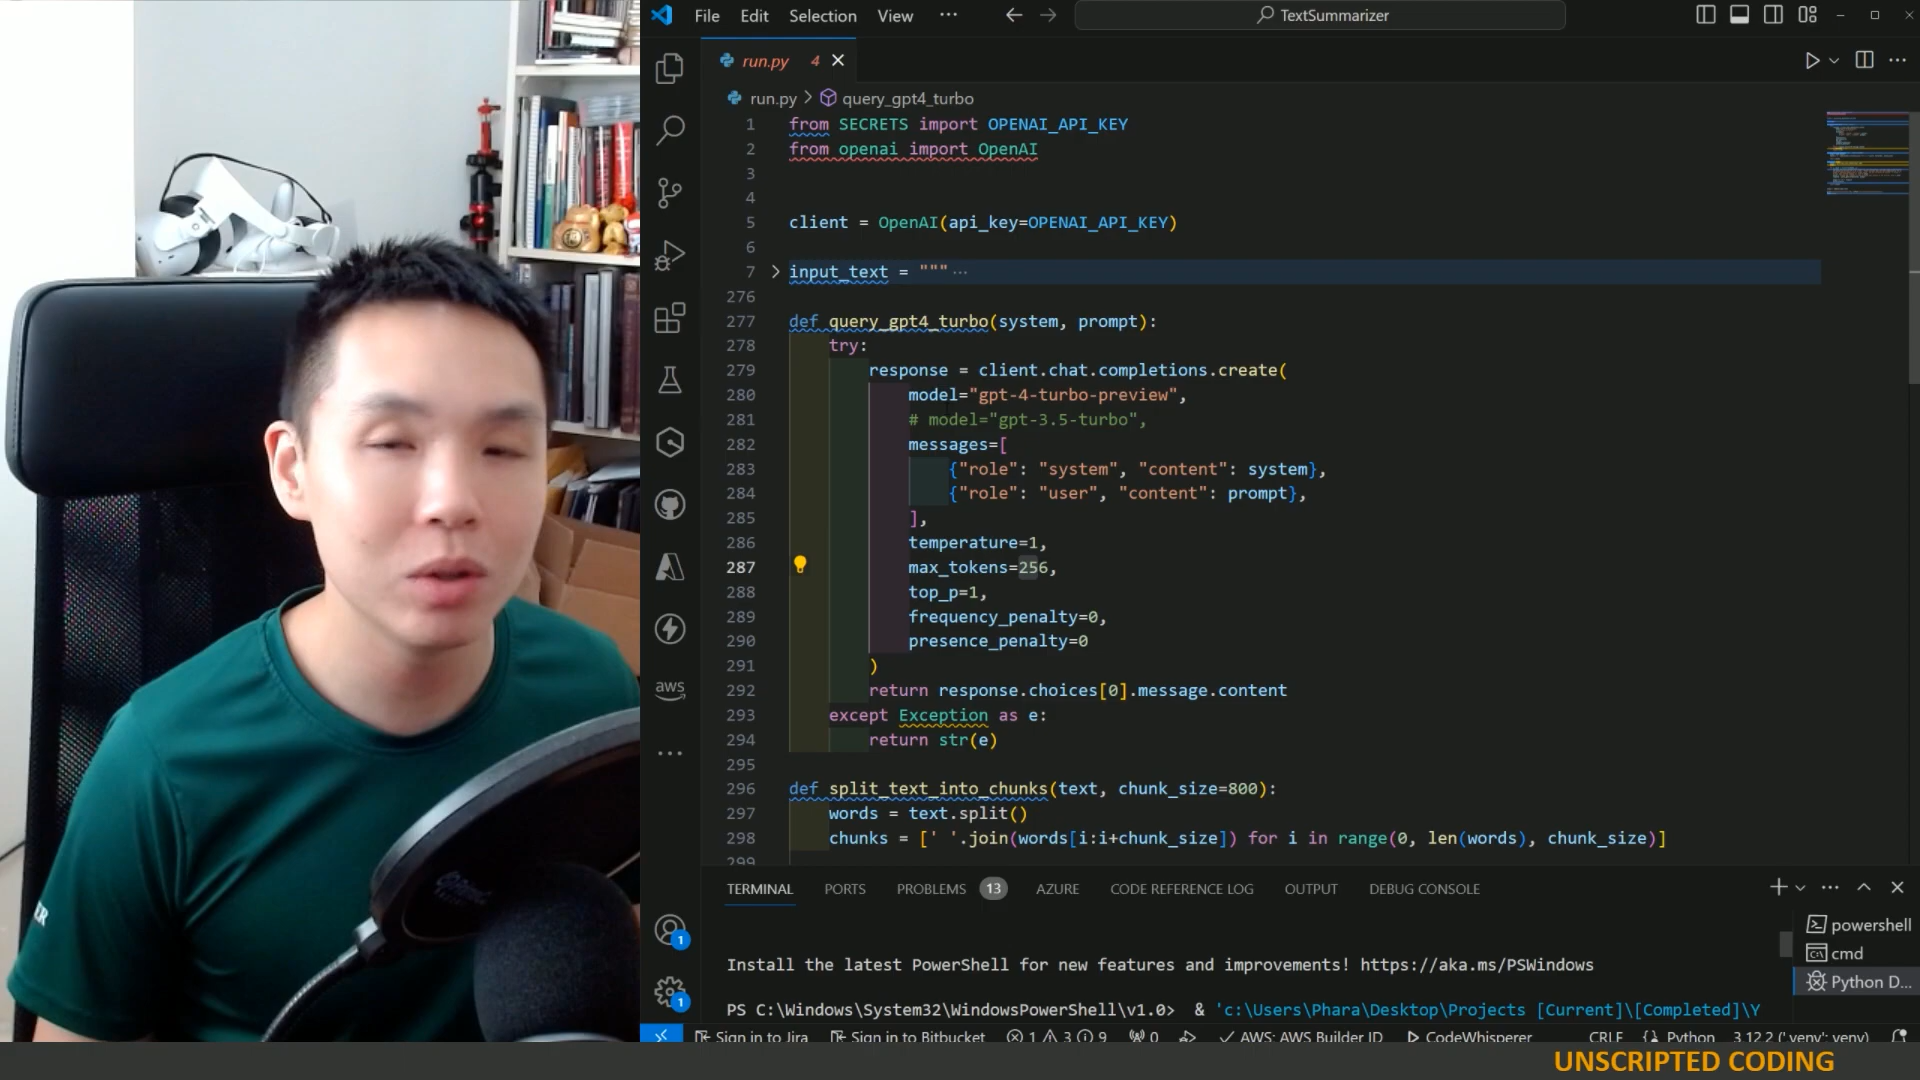 File Edit Selection View ··· TextSummarizer
run.py 4
run.py > query_gpt4_turbo
1 from SECRETS import OPENAI_API_KEY
2 from openai import OpenAI
3
4
5 client = OpenAI(api_key=OPENAI_API_KEY)
6
7 input_text = """ ···
276
277 def query_gpt4_turbo(system, prompt):
278 try:
279 response = client.chat.completions.create(
280 model="gpt-4-turbo-preview",
281 # model="gpt-3.5-turbo",
282 messages=[
283 {"role": "system", "content": system},
284 {"role": "user", "content": prompt},
285 ],
286 temperature=1,
287 max_tokens=256,
288 top_p=1,
289 frequency_penalty=0,
290 presence_penalty=0
291 )
292 return response.choices[0].message.content
293 except Exception as e:
294 return str(e)
295
296 def split_text_into_chunks(text, chunk_size=800):
297 words = text.split()
298 chunks = [' '.join(words[i:i+chunk_size]) for i in range(0, len(words), chunk_size)]
299
aws
TERMINAL PORTS PROBLEMS 13 AZURE CODE REFERENCE LOG OUTPUT DEBUG CONSOLE
powershell
cmd
Python D...
Install the latest PowerShell for new features and improvements! https://aka.ms/PSWindows
PS C:\Windows\System32\WindowsPowerShell\v1.0> & 'c:\Users\Phara\Desktop\Projects [Current]\[Completed]\Y
1
1
Sign in to Jira Sign in to Bitbucket 1 3 9 0 AWS: AWS Builder ID CodeWhisperer CRLF Python 3.12.2 ('.venv': venv)
UNSCRIPTED CODING